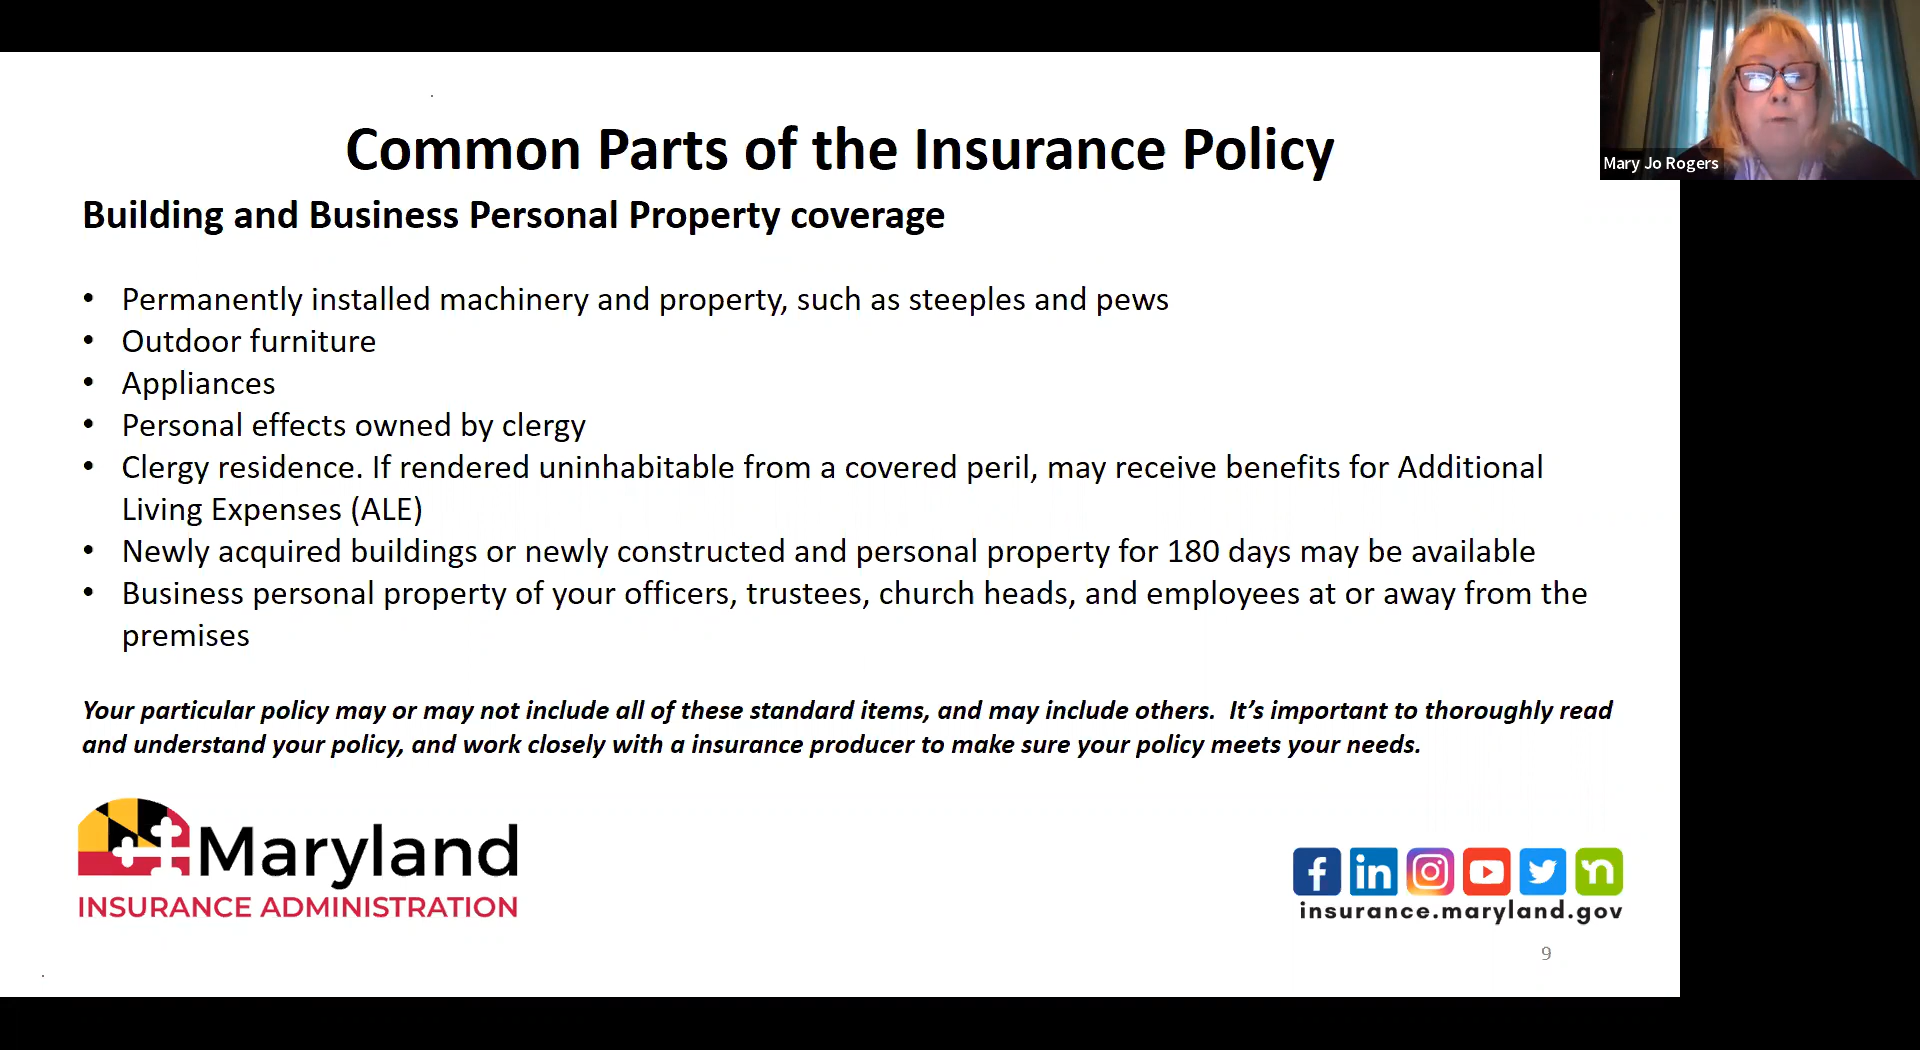 Common Parts of the Insurance Policy
Building and Business Personal Property coverage
• Permanently installed machinery and property, such as steeples and pews
• Outdoor furniture
• Appliances
• Personal effects owned by clergy
• Clergy residence. If rendered uninhabitable from a covered peril, may receive benefits for Additional
Living Expenses (ALE)
• Newly acquired buildings or newly constructed and personal property for 180 days may be available
• Business personal property of your officers, trustees, church heads, and employees at or away from the
premises
Your particular policy may or may not include all of these standard items, and may include others.  It’s important to thoroughly read
and understand your policy, and work closely with a insurance producer to make sure your policy meets your needs.
Maryland
INSURANCE ADMINISTRATION
insurance.maryland.gov
9
Mary Jo Rogers